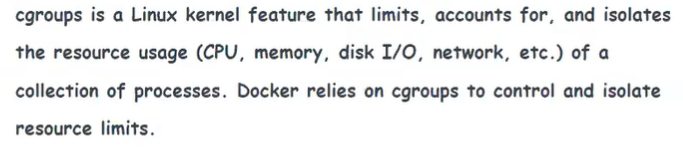 cgroups is a Linux kernel feature that limits, accounts for, and isolates
the resource usage (CPU, memory, disk I/O, network, etc.) of a
collection of processes. Docker relies on cgroups to control and isolate
resource limits.